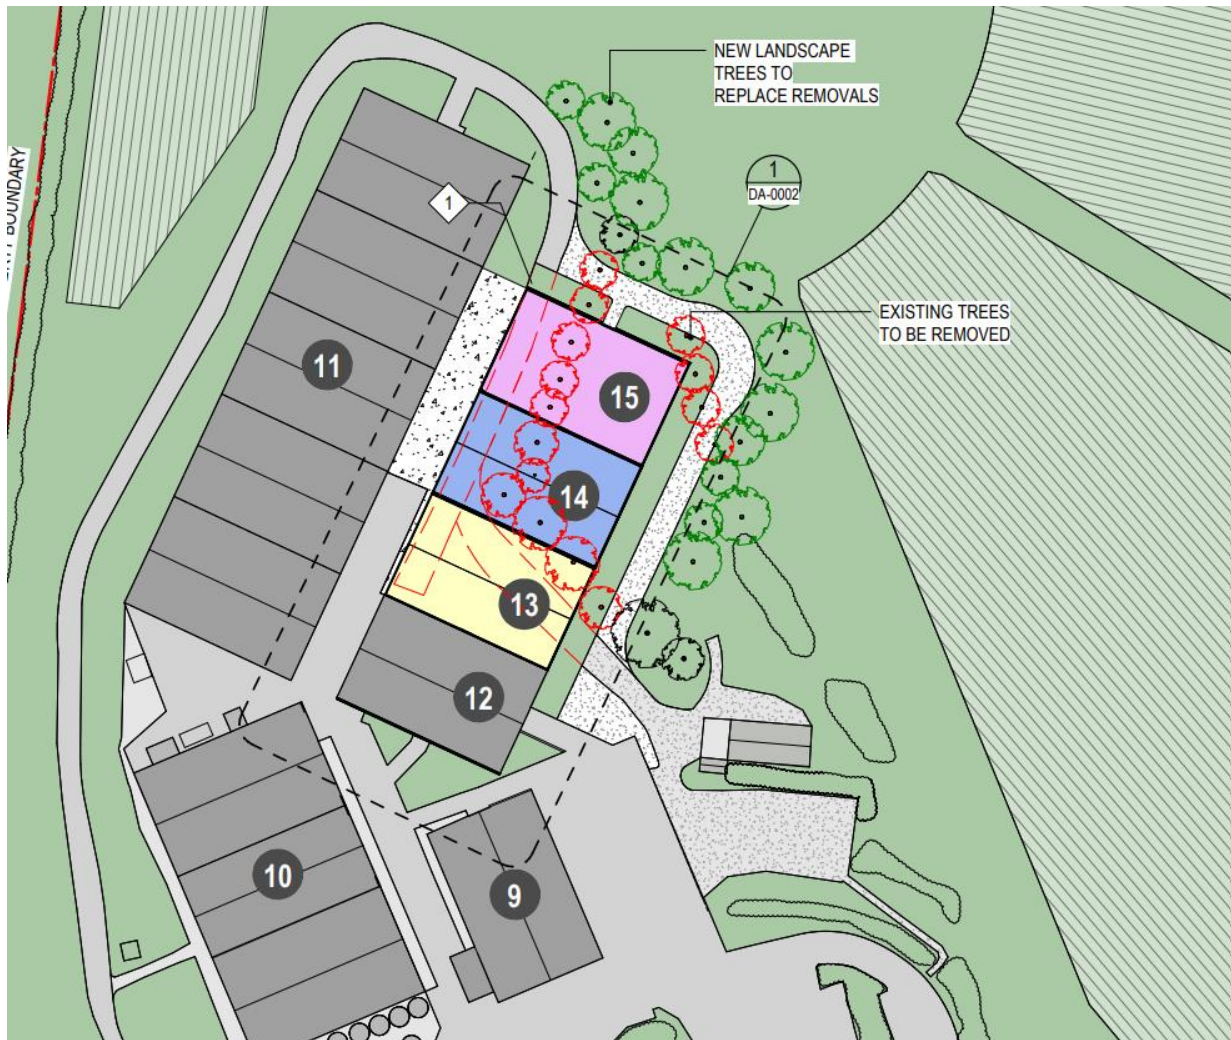 NEW LANDSCAPE
TREES TO
REPLACE REMOVALS
BOUNDARY
1
DA-0002
1
EXISTING TREES
TO BE REMOVED
11
15
14
13
12
10
9